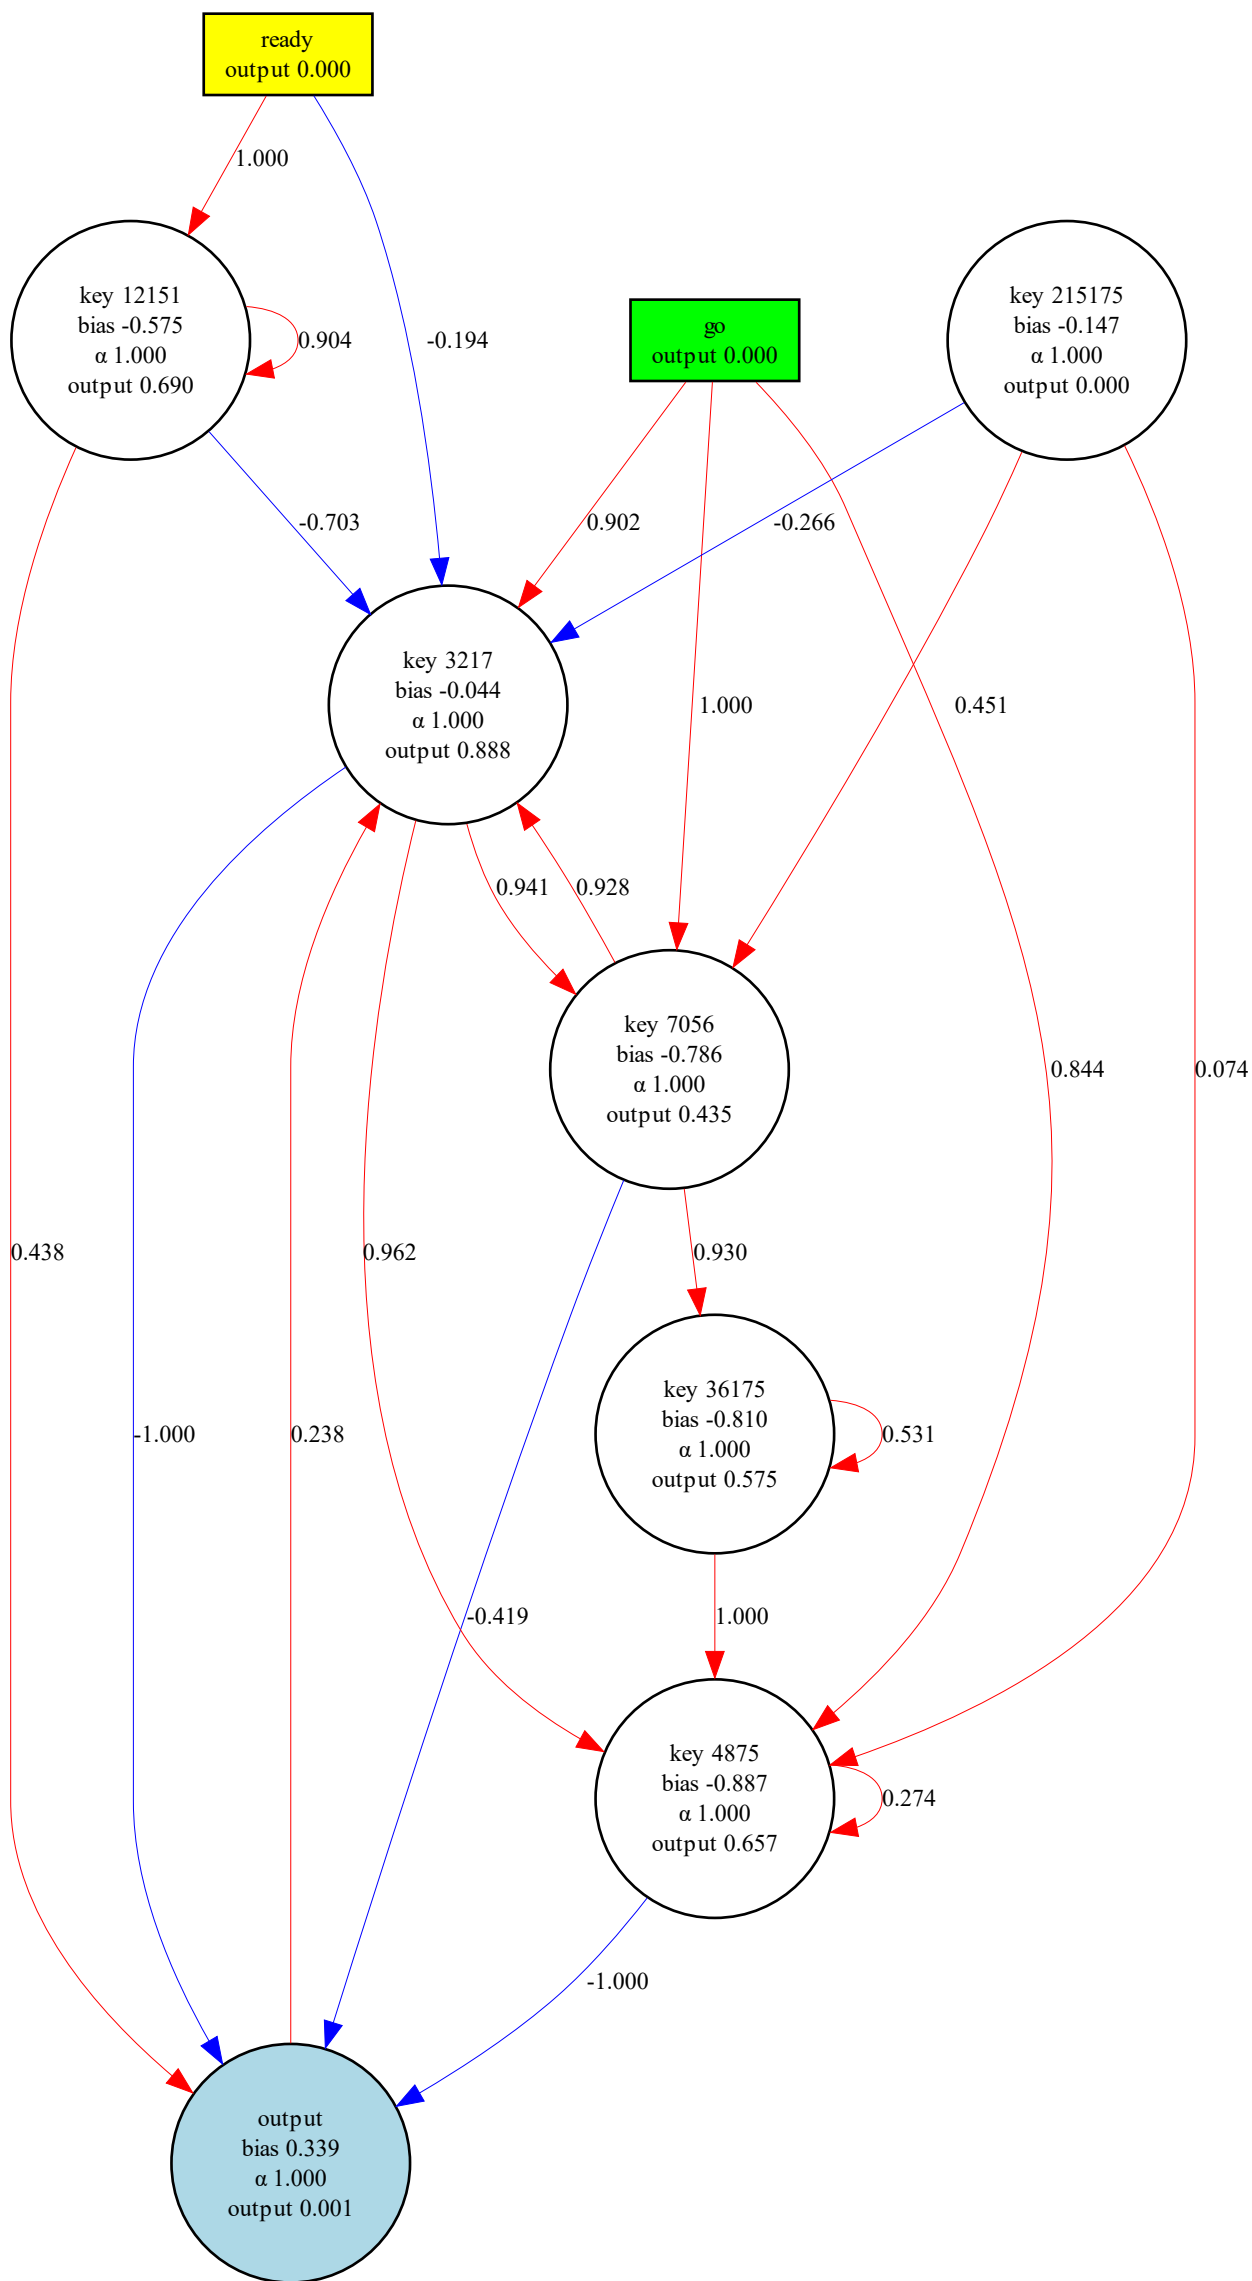 ready
output 0.000
1.000
key 12151
bias -0.575
α 1.000
output 0.690
0.904
-0.194
go
output 0.000
key 215175
bias -0.147
α 1.000
output 0.000
-0.703
0.902
-0.266
key 3217
bias -0.044
α 1.000
output 0.888
1.000
0.451
0.941
0.928
key 7056
bias -0.786
α 1.000
output 0.435
0.844
0.074
0.438
0.962
0.930
key 36175
bias -0.810
α 1.000
output 0.575
0.531
-1.000
0.238
-0.419
1.000
key 4875
bias -0.887
α 1.000
output 0.657
0.274
-1.000
output
bias 0.339
α 1.000
output 0.001